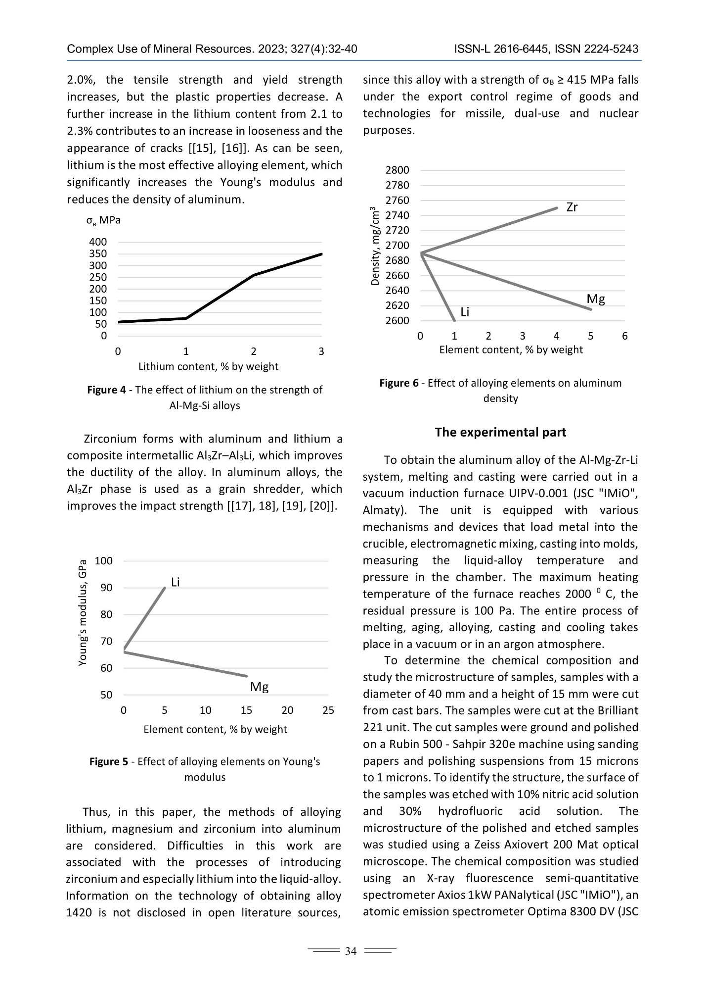 Complex Use of Mineral Resources. 2023; 327(4):32-40 ISSN-L 2616-6445, ISSN 2224-5243
2.0%, the tensile strength and yield strength
increases, but the plastic properties decrease. A
further increase in the lithium content from 2.1 to
2.3% contributes to an increase in looseness and the
appearance of cracks [[15], [16]]. As can be seen,
lithium is the most effective alloying element, which
significantly increases the Young's modulus and
reduces the density of aluminum.
σB MPa
400
350
300
250
200
150
100
50
0
0 1 2 3
Lithium content, % by weight
Figure 4 - The effect of lithium on the strength of
Al-Mg-Si alloys
Zirconium forms with aluminum and lithium a
composite intermetallic Al₃Zr–Al₃Li, which improves
the ductility of the alloy. In aluminum alloys, the
Al₃Zr phase is used as a grain shredder, which
improves the impact strength [[17], 18], [19], [20]].
Young's modulus, GPa
100
90
80
70
60
50
Li
Mg
0 5 10 15 20 25
Element content, % by weight
Figure 5 - Effect of alloying elements on Young's
modulus
Thus, in this paper, the methods of alloying
lithium, magnesium and zirconium into aluminum
are considered. Difficulties in this work are
associated with the processes of introducing
zirconium and especially lithium into the liquid-alloy.
Information on the technology of obtaining alloy
1420 is not disclosed in open literature sources,
since this alloy with a strength of σB ≥ 415 MPa falls
under the export control regime of goods and
technologies for missile, dual-use and nuclear
purposes.
Density, mg/cm³
2800
2780
2760
2740
2720
2700
2680
2660
2640
2620
2600
Zr
Mg
Li
0 1 2 3 4 5 6
Element content, % by weight
Figure 6 - Effect of alloying elements on aluminum
density
The experimental part
To obtain the aluminum alloy of the Al-Mg-Zr-Li
system, melting and casting were carried out in a
vacuum induction furnace UIPV-0.001 (JSC "IMiO",
Almaty). The unit is equipped with various
mechanisms and devices that load metal into the
crucible, electromagnetic mixing, casting into molds,
measuring the liquid-alloy temperature and
pressure in the chamber. The maximum heating
temperature of the furnace reaches 2000 ⁰ C, the
residual pressure is 100 Pa. The entire process of
melting, aging, alloying, casting and cooling takes
place in a vacuum or in an argon atmosphere.
To determine the chemical composition and
study the microstructure of samples, samples with a
diameter of 40 mm and a height of 15 mm were cut
from cast bars. The samples were cut at the Brilliant
221 unit. The cut samples were ground and polished
on a Rubin 500 - Sahpir 320e machine using sanding
papers and polishing suspensions from 15 microns
to 1 microns. To identify the structure, the surface of
the samples was etched with 10% nitric acid solution
and 30% hydrofluoric acid solution. The
microstructure of the polished and etched samples
was studied using a Zeiss Axiovert 200 Mat optical
microscope. The chemical composition was studied
using an X-ray fluorescence semi-quantitative
spectrometer Axios 1kW PANalytical (JSC "IMiO"), an
atomic emission spectrometer Optima 8300 DV (JSC
34